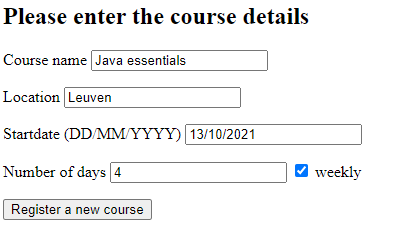 Please enter the course details
Course name Java essentials
Location Leuven
Startdate (DD/MM/YYYY) 13/10/2021
Number of days 4 weekly
Register a new course